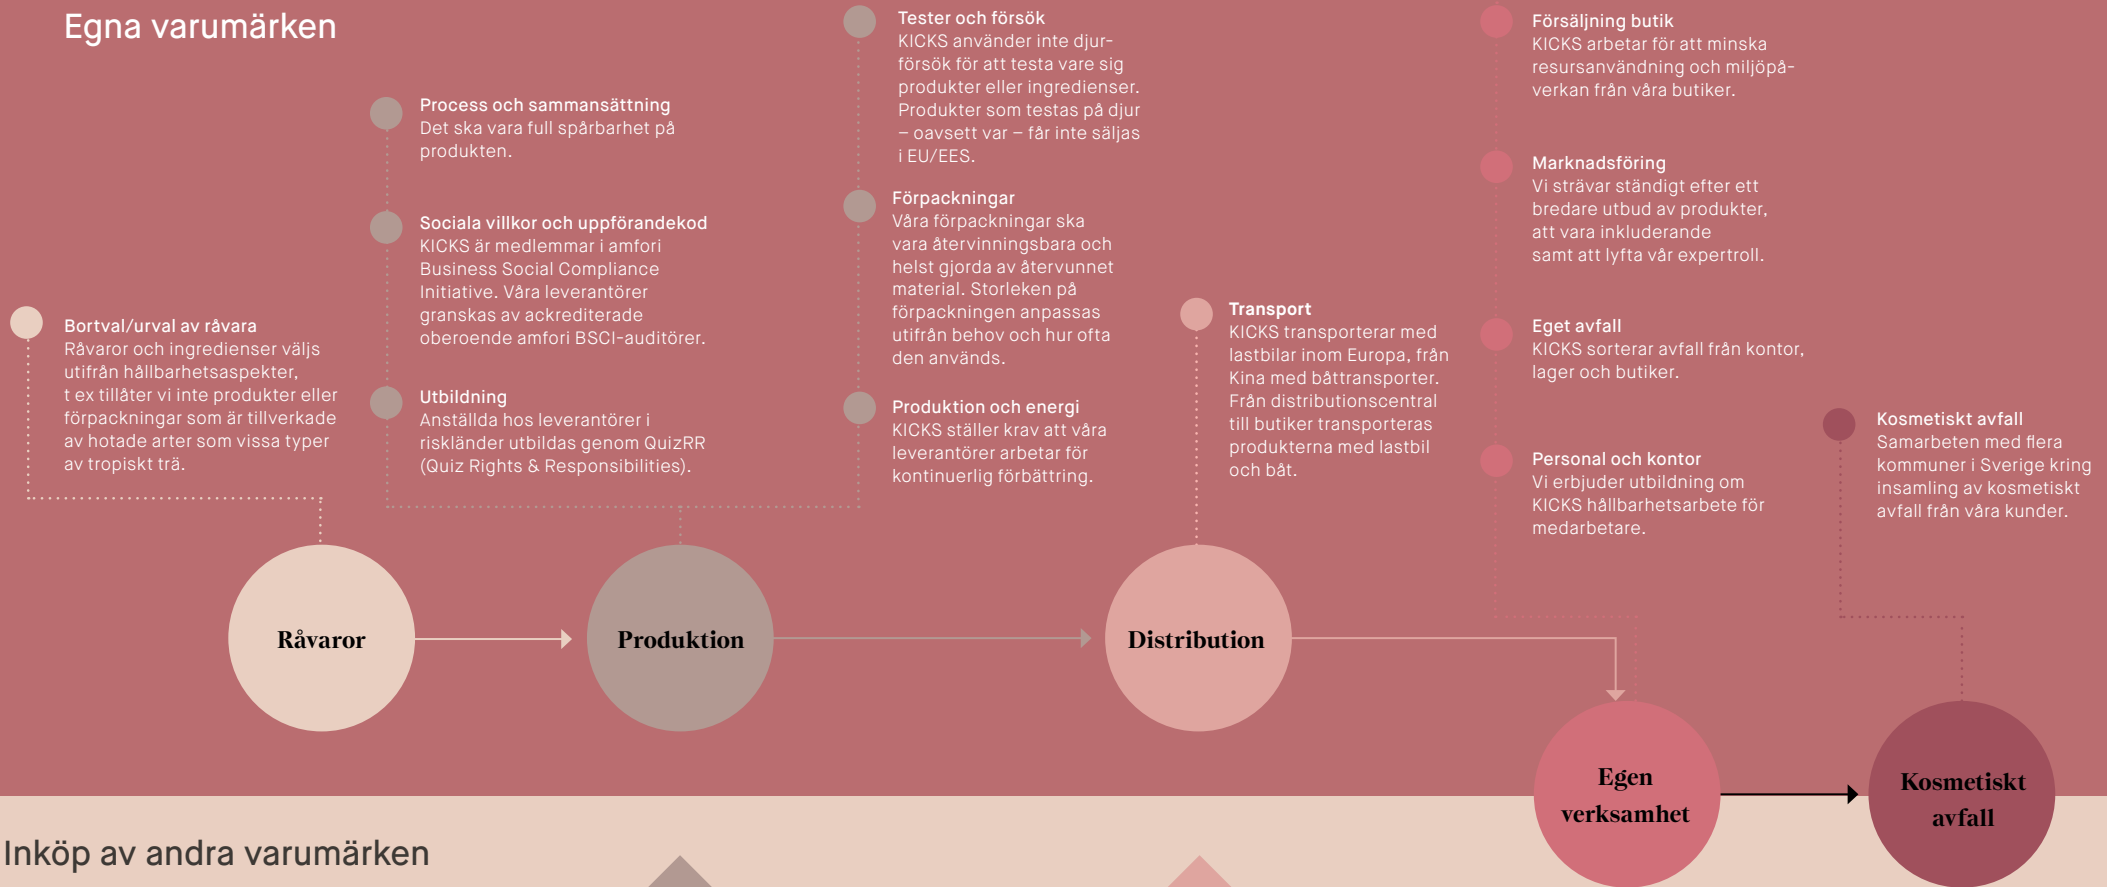 Egna varumärken
Bortval/urval av råvara
Råvaror och ingredienser väljs
utifrån hållbarhetsaspekter,
t ex tillåter vi inte produkter eller
förpackningar som är tillverkade
av hotade arter som vissa typer
av tropiskt trä.
Process och sammansättning
Det ska vara full spårbarhet på
produkten.
Sociala villkor och uppförandekod
KICKS är medlemmar i amfori
Business Social Compliance
Initiative. Våra leverantörer
granskas av ackrediterade
oberoende amfori BSCI-auditörer.
Utbildning
Anställda hos leverantörer i
riskländer utbildas genom QuizRR
(Quiz Rights & Responsibilities).
Tester och försök
KICKS använder inte djur-
försök för att testa vare sig
produkter eller ingredienser.
Produkter som testas på djur
– oavsett var – får inte säljas
i EU/EES.
Förpackningar
Våra förpackningar ska
vara återvinningsbara och
helst gjorda av återvunnet
material. Storleken på
förpackningen anpassas
utifrån behov och hur ofta
den används.
Produktion och energi
KICKS ställer krav att våra
leverantörer arbetar för
kontinuerlig förbättring.
Transport
KICKS transporterar med
lastbilar inom Europa, från
Kina med båttransporter.
Från distributionscentral
till butiker transporteras
produkterna med lastbil
och båt.
Försäljning butik
KICKS arbetar för att minska
resursanvändning och miljöpå-
verkan från våra butiker.
Marknadsföring
Vi strävar ständigt efter ett
bredare utbud av produkter,
att vara inkluderande
samt att lyfta vår expertroll.
Eget avfall
KICKS sorterar avfall från kontor,
lager och butiker.
Personal och kontor
Vi erbjuder utbildning om
KICKS hållbarhetsarbete för
medarbetare.
Kosmetiskt avfall
Samarbeten med flera
kommuner i Sverige kring
insamling av kosmetiskt
avfall från våra kunder.
Råvaror
Produktion
Distribution
Egen
verksamhet
Kosmetiskt
avfall
Inköp av andra varumärken